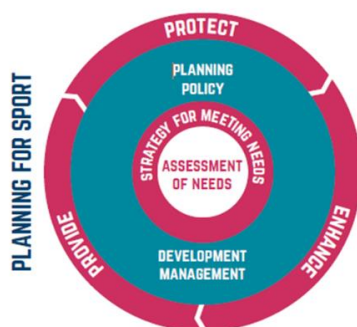 PLANNING FOR SPORT
PROTECT
PLANNING
POLICY
STRATEGY FOR MEETING NEEDS
ASSESSMENT
OF NEEDS
DEVELOPMENT
MANAGEMENT
PROVIDE
ENHANCE